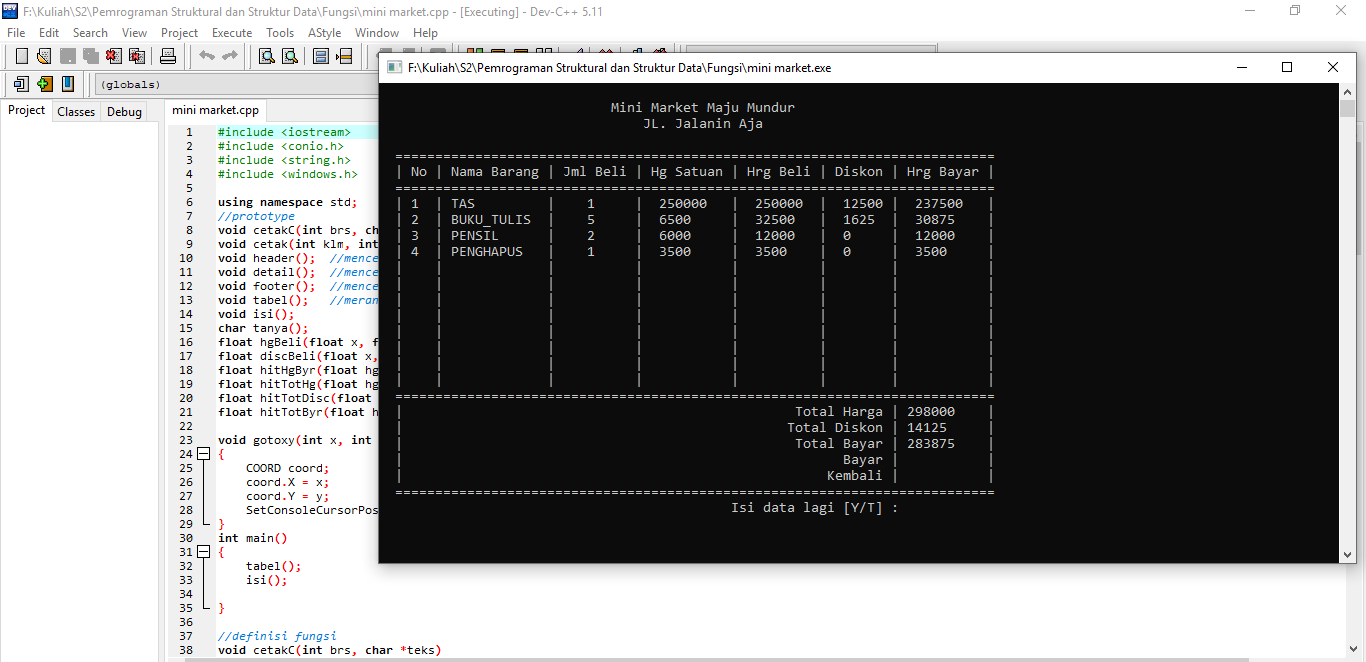 F:\Kuliah\S2\Pemrograman Struktural dan Struktur Data\Fungsi\mini market.cpp - [Executing] - Dev-C++ 5.11
File Edit Search View Project Execute Tools AStyle Window Help
(globals)
Project Classes Debug
mini market.cpp
1 #include <iostream>
2 #include <conio.h>
3 #include <string.h>
4 #include <windows.h>
5
6 using namespace std;
7 //prototype
8 void cetakC(int brs, ch
9 void cetak(int klm, int
10 void header(); //mence
11 void detail(); //mence
12 void footer(); //mence
13 void tabel(); //meran
14 void isi();
15 char tanya();
16 float hgBeli(float x, f
17 float discBeli(float x,
18 float hitHgByr(float hg
19 float hitTotHg(float hg
20 float hitTotDisc(float
21 float hitTotByr(float h
22
23 void gotoxy(int x, int
24 {
25 COORD coord;
26 coord.X = x;
27 coord.Y = y;
28 SetConsoleCursorPos
29 }
30 int main()
31 {
32 tabel();
33 isi();
34
35 }
36
37 //definisi fungsi
38 void cetakC(int brs, char *teks)
F:\Kuliah\S2\Pemrograman Struktural dan Struktur Data\Fungsi\mini market.exe
Mini Market Maju Mundur
JL. Jalanin Aja
| No | Nama Barang | Jml Beli | Hg Satuan | Hrg Beli | Diskon | Hrg Bayar |
| 1 | TAS | 1 | 250000 | 250000 | 12500 | 237500 |
| 2 | BUKU_TULIS | 5 | 6500 | 32500 | 1625 | 30875 |
| 3 | PENSIL | 2 | 6000 | 12000 | 0 | 12000 |
| 4 | PENGHAPUS | 1 | 3500 | 3500 | 0 | 3500 |
| Total Harga | 298000 |
| Total Diskon | 14125 |
| Total Bayar | 283875 |
| Bayar | |
| Kembali | |
Isi data lagi [Y/T] :